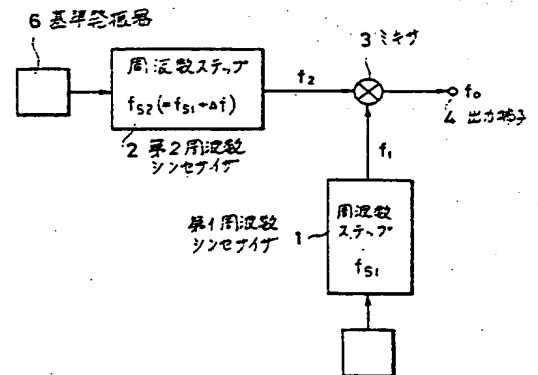 6 基準発振器
周波数ステップ
fS2(=fS1+Δf)
2 第2周波数
シンセサイザ
f2
3 ミキサ
f0
4 出力端子
f1
第1周波数
シンセサイザ 1
周波数
ステップ
fS1